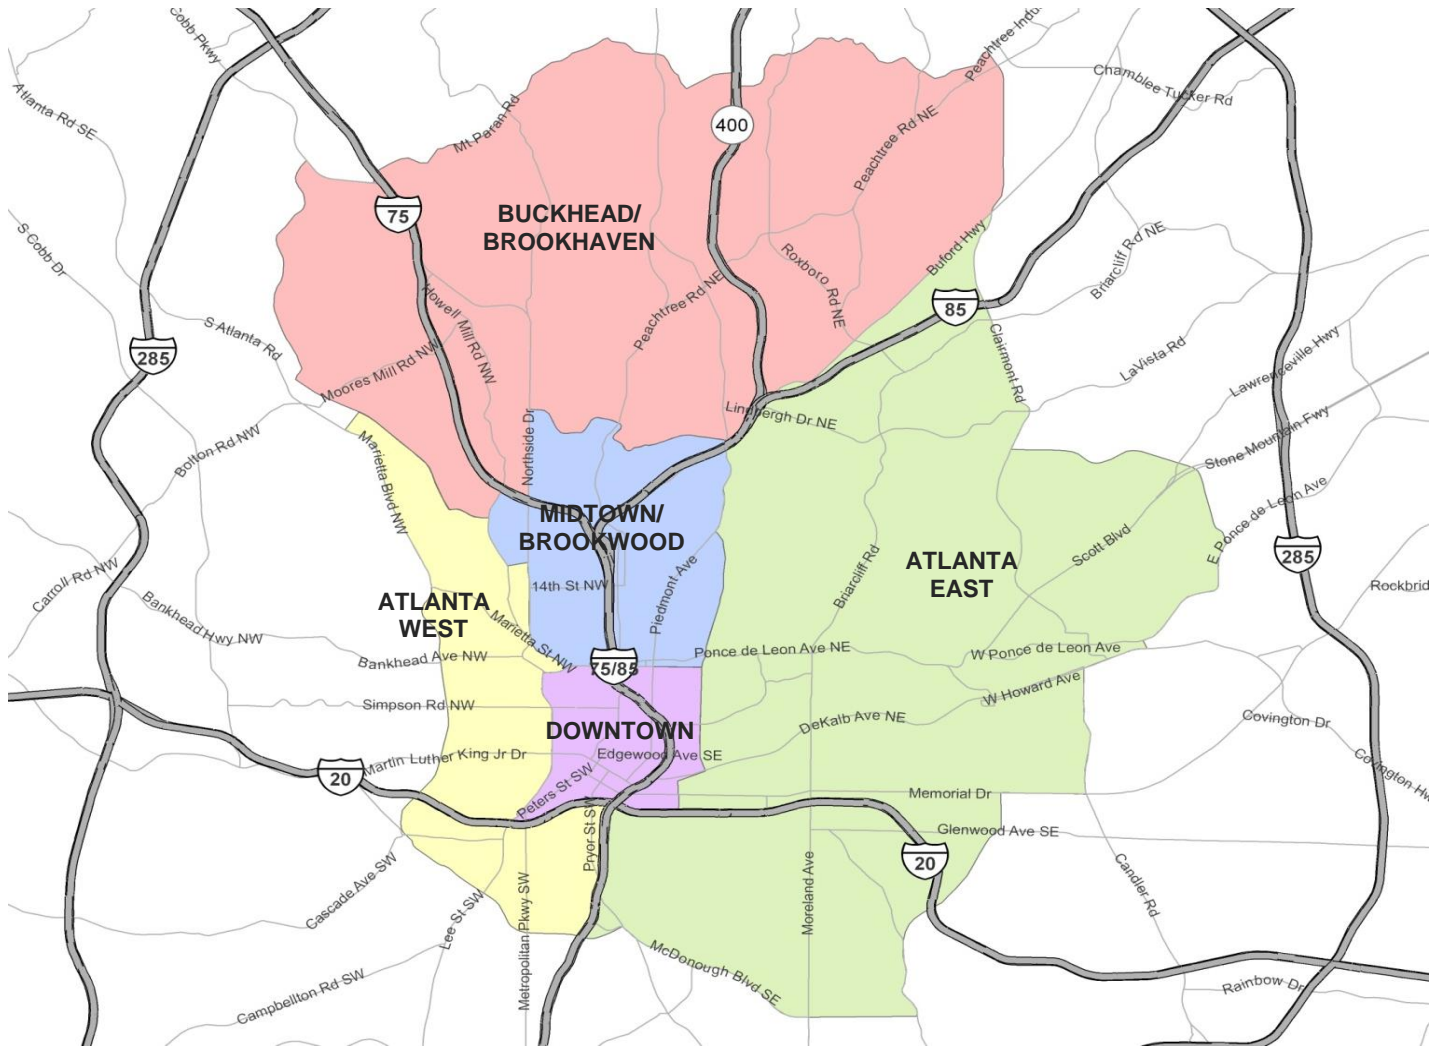 Cobb Pkwy
Peachtree Indu
Atlanta Rd SE
Chamblee Tucker Rd
Mt Paran Rd
400
Peachtree Rd NE
75
BUCKHEAD/
BROOKHAVEN
S Cobb Dr
Buford Hwy
Briarcliff Rd NE
Roxboro Rd NE
Howell Mill Rd NW
Peachtree Rd NE
85
S Atlanta Rd
285
Moores Mill Rd NW
Clairmont Rd
LaVista Rd
Lawrenceville Hwy
Lindbergh Dr NE
Bolton Rd NW
Marietta Blvd NW
Northside Dr
Stone Mountain Fwy
E Ponce de Leon Ave
MIDTOWN/
BROOKWOOD
Scott Blvd
285
Carroll Rd NW
14th St NW
Piedmont Ave
Briarcliff Rd
ATLANTA
EAST
Rockbrid
Bankhead Hwy NW
ATLANTA
WEST
Marietta St NW
Bankhead Ave NW
75/85
Ponce de Leon Ave NE
W Ponce de Leon Ave
W Howard Ave
Simpson Rd NW
DOWNTOWN
DeKalb Ave NE
Covington Dr
Martin Luther King Jr Dr
Edgewood Ave SE
Covington Hw
20
Peters St SW
Memorial Dr
Pryor St SW
Glenwood Ave SE
20
Cascade Ave SW
Lee St SW
Metropolitan Pkwy SW
Moreland Ave
Candler Rd
McDonough Blvd SE
Campbellton Rd SW
Rainbow Dr